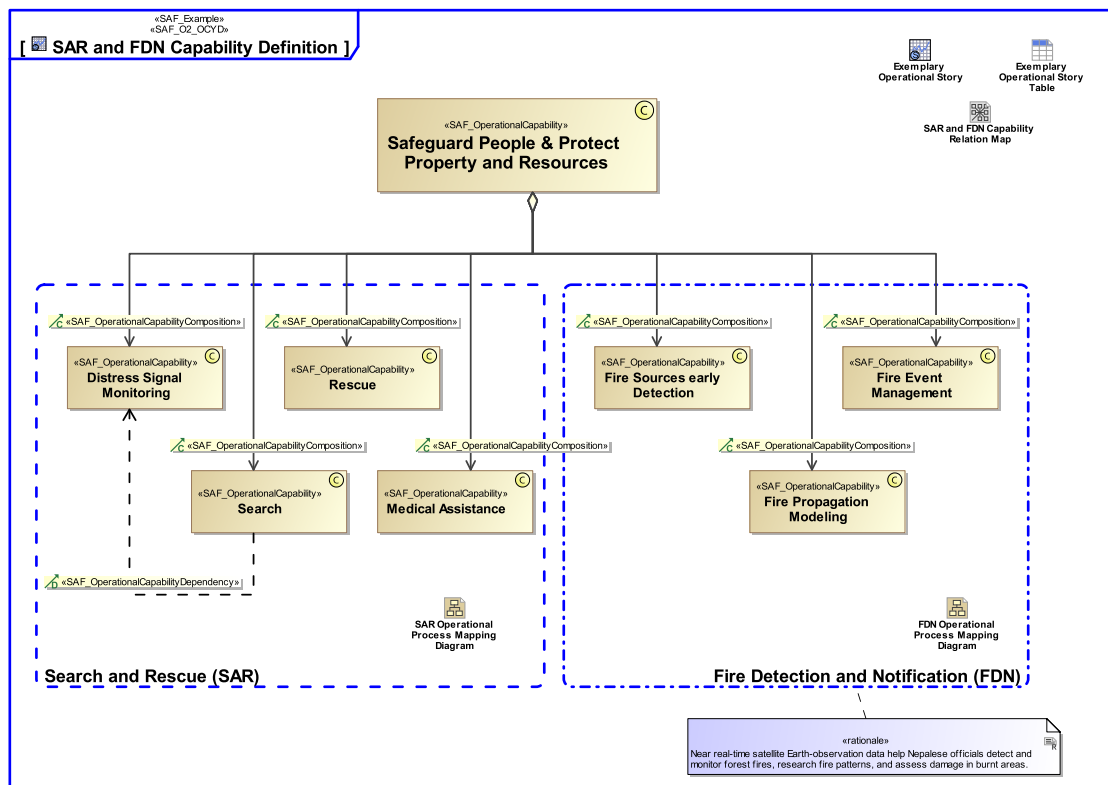 «SAF_Example»
«SAF_O2_OCYD»
[ SAR and FDN Capability Definition ]
Exemplary
Operational Story
Exemplary
Operational Story
Table
SAR and FDN Capability
Relation Map
C
«SAF_OperationalCapability»
Safeguard People & Protect
Property and Resources
C «SAF_OperationalCapabilityComposition»
C «SAF_OperationalCapabilityComposition»
C «SAF_OperationalCapabilityComposition»
C «SAF_OperationalCapabilityComposition»
C
«SAF_OperationalCapability»
Distress Signal
Monitoring
C
«SAF_OperationalCapability»
Rescue
C
«SAF_OperationalCapability»
Fire Sources early
Detection
C
«SAF_OperationalCapability»
Fire Event
Management
C «SAF_OperationalCapabilityComposition»
C «SAF_OperationalCapabilityComposition»
C «SAF_OperationalCapabilityComposition»
C
«SAF_OperationalCapability»
Search
C
«SAF_OperationalCapability»
Medical Assistance
C
«SAF_OperationalCapability»
Fire Propagation
Modeling
D «SAF_OperationalCapabilityDependency»
SAR Operational
Process Mapping
Diagram
FDN Operational
Process Mapping
Diagram
Search and Rescue (SAR)
Fire Detection and Notification (FDN)
«rationale»
R
Near real-time satellite Earth-observation data help Nepalese officials detect and
monitor forest fires, research fire patterns, and assess damage in burnt areas.